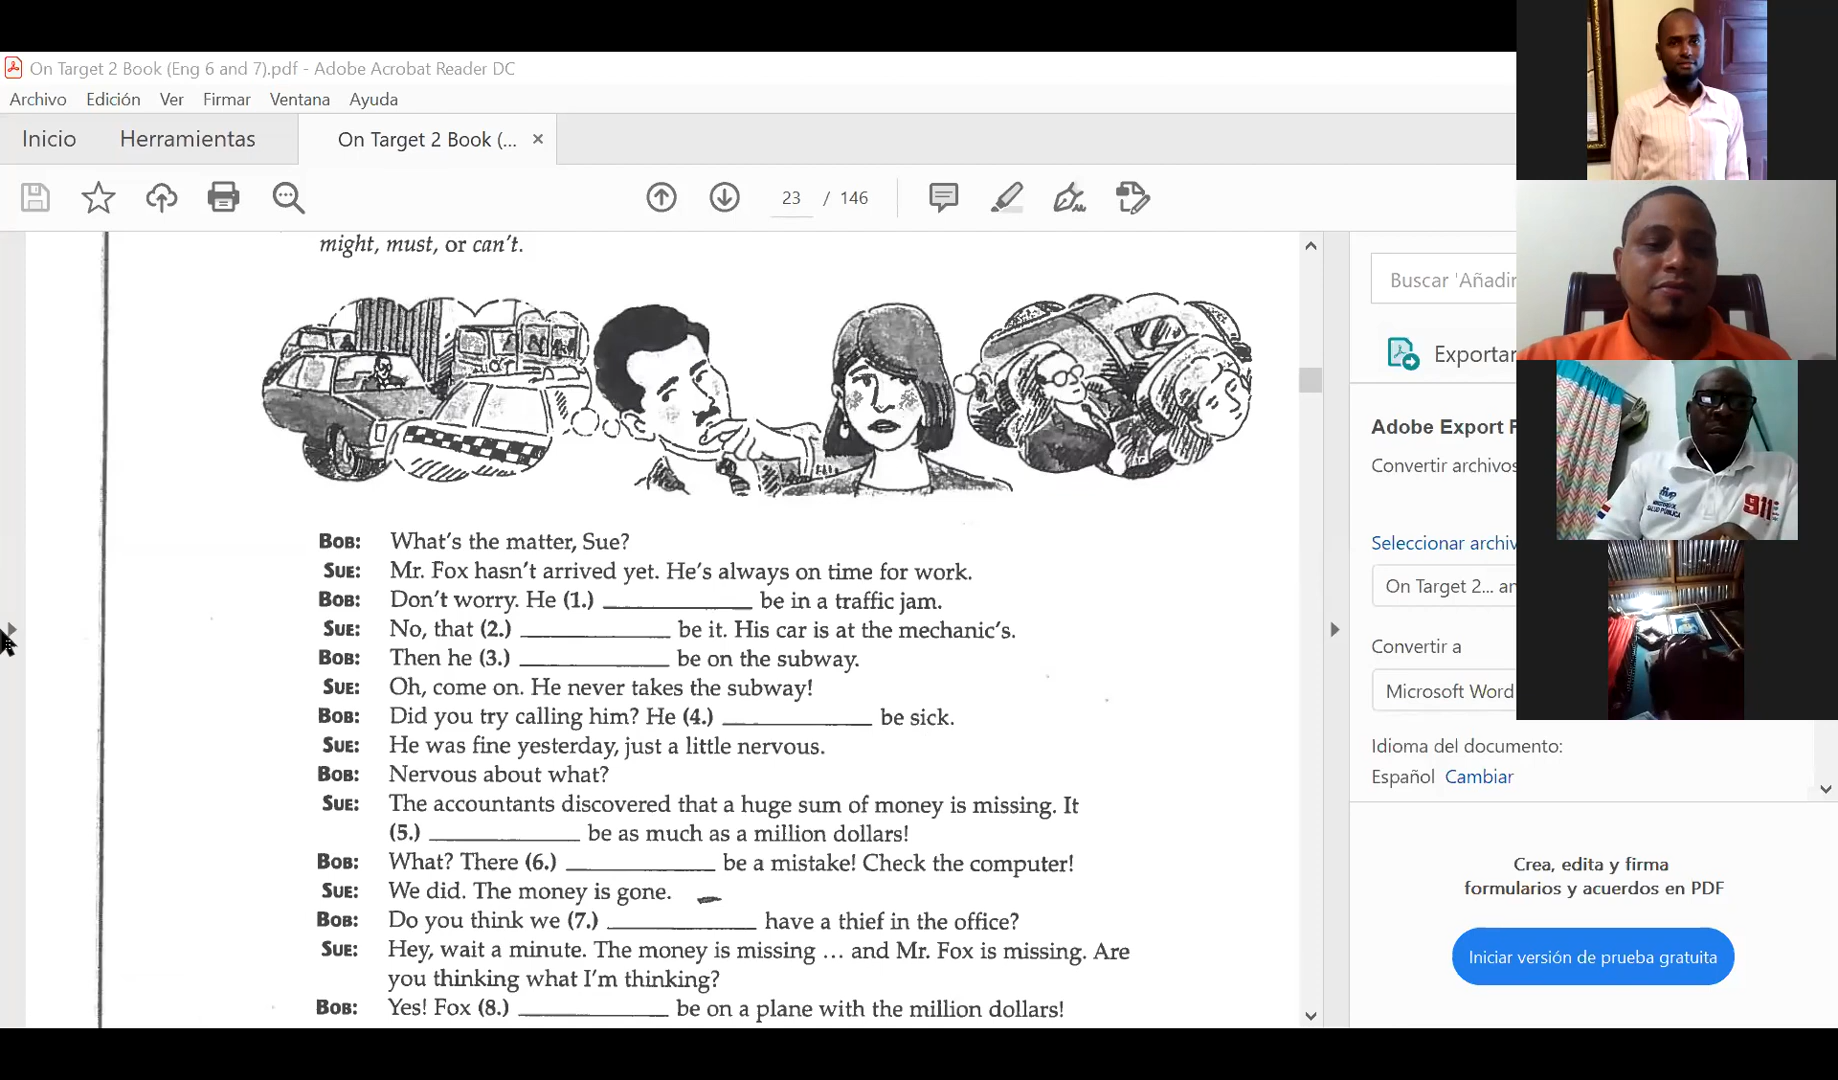 On Target 2 Book (Eng 6 and 7).pdf - Adobe Acrobat Reader DC
Archivo Edición Ver Firmar Ventana Ayuda
Inicio Herramientas On Target 2 Book (... ×
23 / 146
might, must, or can't.
BOB: What's the matter, Sue?
SUE: Mr. Fox hasn't arrived yet. He's always on time for work.
BOB: Don't worry. He (1.) ____________ be in a traffic jam.
SUE: No, that (2.) ____________ be it. His car is at the mechanic's.
BOB: Then he (3.) ____________ be on the subway.
SUE: Oh, come on. He never takes the subway!
BOB: Did you try calling him? He (4.) ____________ be sick.
SUE: He was fine yesterday, just a little nervous.
BOB: Nervous about what?
SUE: The accountants discovered that a huge sum of money is missing. It
(5.) ____________ be as much as a million dollars!
BOB: What? There (6.) ____________ be a mistake! Check the computer!
SUE: We did. The money is gone.
BOB: Do you think we (7.) ____________ have a thief in the office?
SUE: Hey, wait a minute. The money is missing ... and Mr. Fox is missing. Are
you thinking what I'm thinking?
BOB: Yes! Fox (8.) ____________ be on a plane with the million dollars!
Buscar 'Añadir
Exportar
Adobe Export
Convertir archivos
Seleccionar archiv
On Target 2... an
Convertir a
Microsoft Word
Idioma del documento:
Español Cambiar
Crea, edita y firma
formularios y acuerdos en PDF
Iniciar versión de prueba gratuita
SALUD PÚBLICA
911